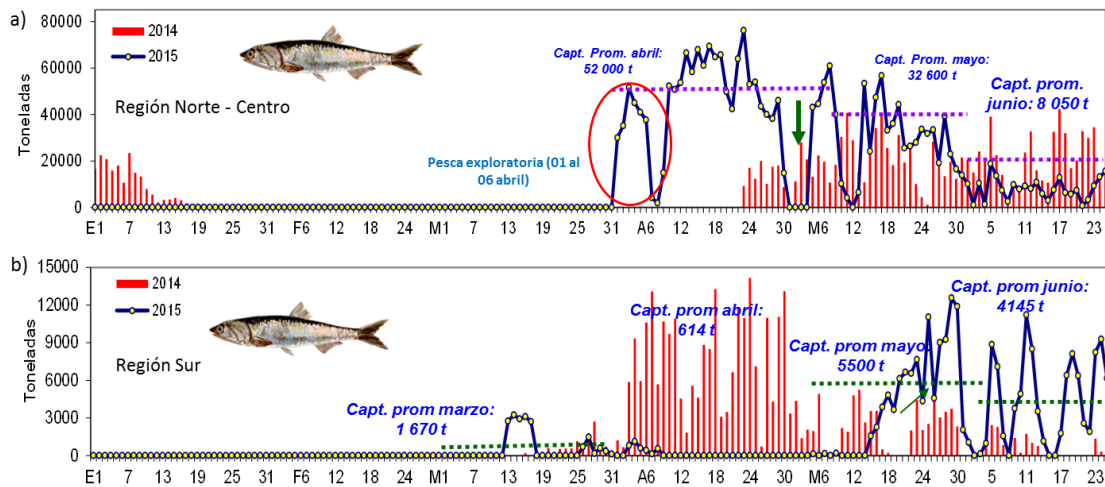 a)
Toneladas
80000
60000
40000
20000
0
2014
2015
Región Norte - Centro
Capt. Prom. abril:
52 000 t
Capt. Prom. mayo:
32 600 t
Capt. prom.
junio: 8 050 t
Pesca exploratoria (01 al
06 abril)
E1 7 13 19 25 31 F6 12 18 24 M1 7 13 19 25 31 A6 12 18 24 30 M6 12 18 24 30 5 11 17 23
b)
Toneladas
15000
12000
9000
6000
3000
0
2014
2015
Región Sur
Capt. prom marzo:
1 670 t
Capt. prom abril:
614 t
Capt. prom mayo:
5500 t
Capt. prom junio:
4145 t
E1 7 13 19 25 31 F6 12 18 24 M1 7 13 19 25 31 A6 12 18 24 30 M6 12 18 24 30 5 11 17 23